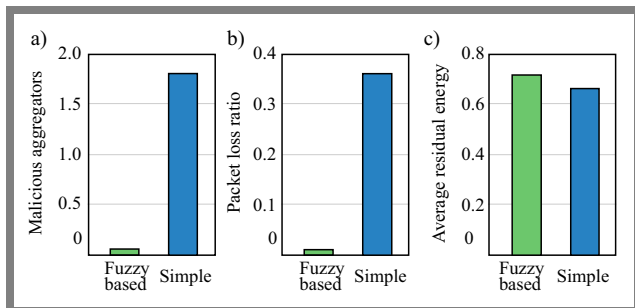 a)
Malicious aggregators
2.0
1.5
1.0
0.5
0
Fuzzy
based
Simple
b)
Packet loss ratio
0.4
0.3
0.2
0.1
0
Fuzzy
based
Simple
c)
Average residual energy
0.8
0.6
0.4
0.2
0
Fuzzy
based
Simple